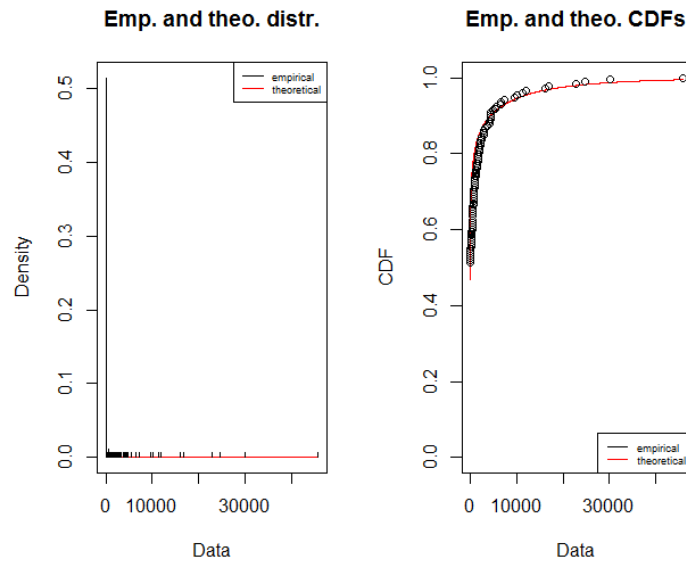 Emp. and theo. distr.
empirical
theoretical
Density
0.0
0.1
0.2
0.3
0.4
0.5
0 10000 30000
Data
Emp. and theo. CDFs
empirical
theoretical
CDF
0.0
0.2
0.4
0.6
0.8
1.0
0 10000 30000
Data